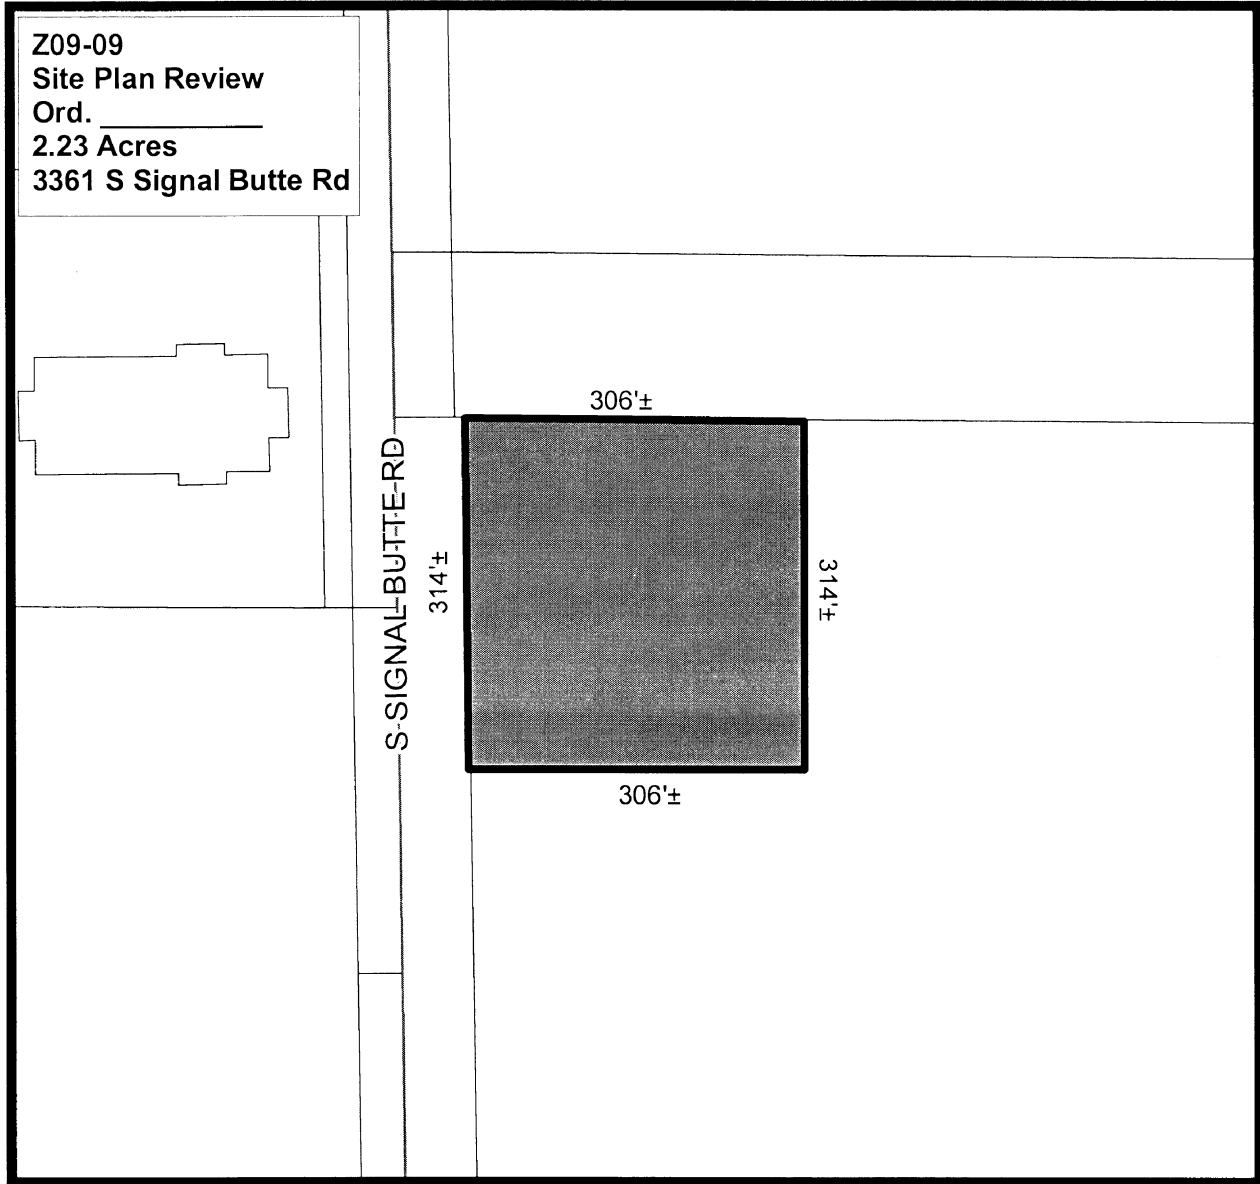 Z09-09
Site Plan Review
Ord. __________
2.23 Acres
3361 S Signal Butte Rd
306'±
S SIGNAL BUTTE RD
314'±
314'±
306'±